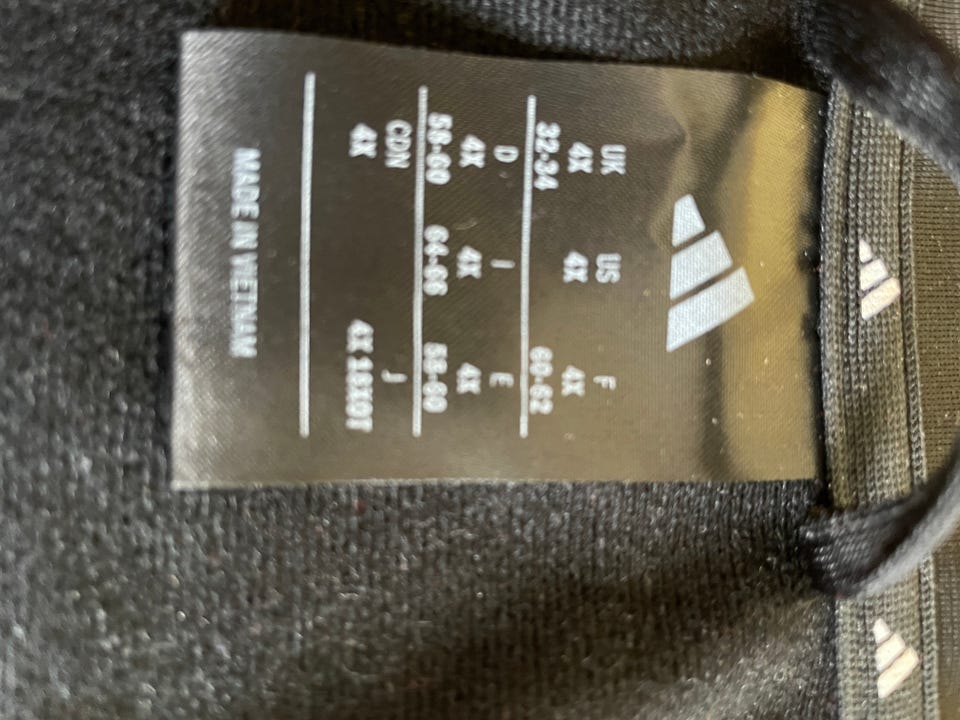 UK US F
4X 4X 4X
32-34 60-62
D I E
4X 4X 4X
58-60 64-66 58-60
CDN J
4X 4X
MADE IN VIETNAM